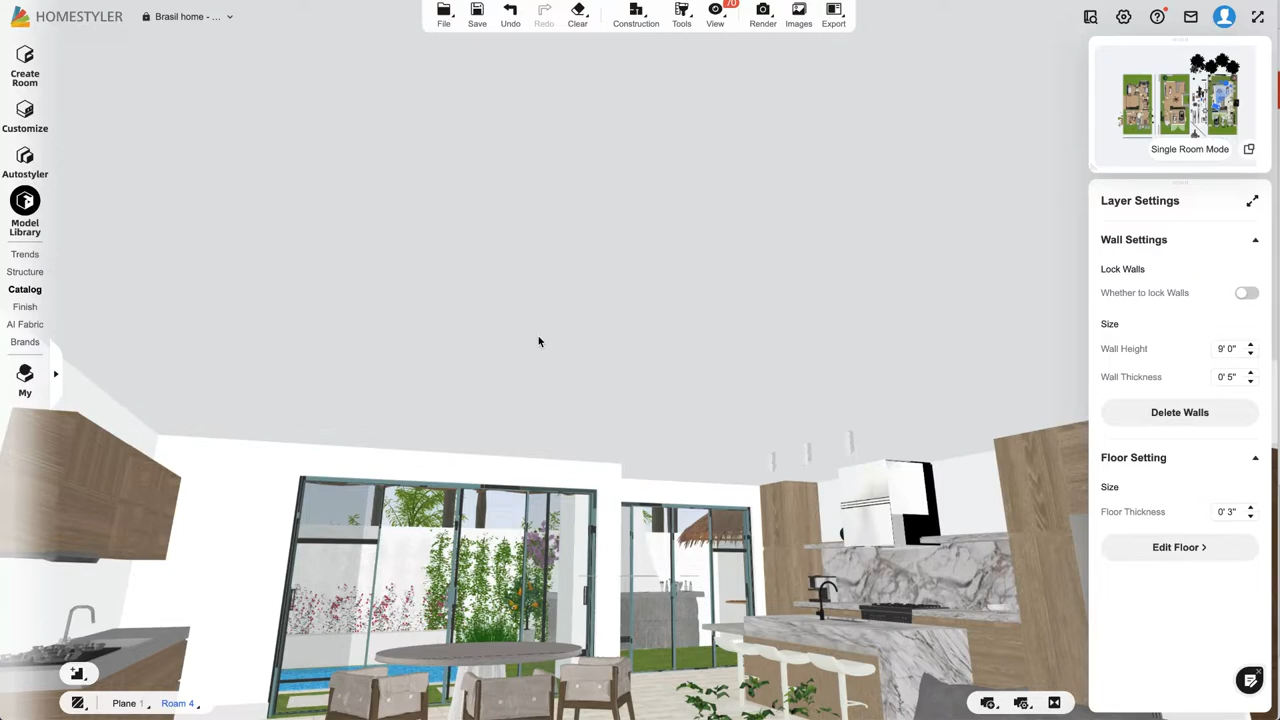 HOMESTYLER
Brasil home - ...
File
Save
Undo
Redo
Clear
Construction
Tools
View
70
Render
Images
Export
Create
Room
Customize
Autostyler
Model
Library
Trends
Structure
Catalog
Finish
AI Fabric
Brands
My
Single Room Mode
Layer Settings
Wall Settings
Lock Walls
Whether to lock Walls
Size
Wall Height 9' 0"
Wall Thickness 0' 5"
Delete Walls
Floor Setting
Size
Floor Thickness 0' 3"
Edit Floor >
Plane 1
Roam 4